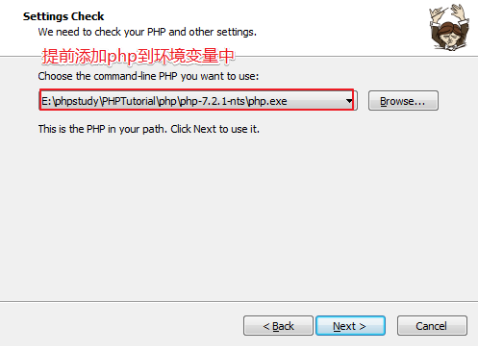 Settings Check
We need to check your PHP and other settings.
提前添加php到环境变量中
Choose the command-line PHP you want to use:
E:\phpstudy\PHPTutorial\php\php-7.2.1-nts\php.exe
Browse...
This is the PHP in your path. Click Next to use it.
< Back
Next >
Cancel